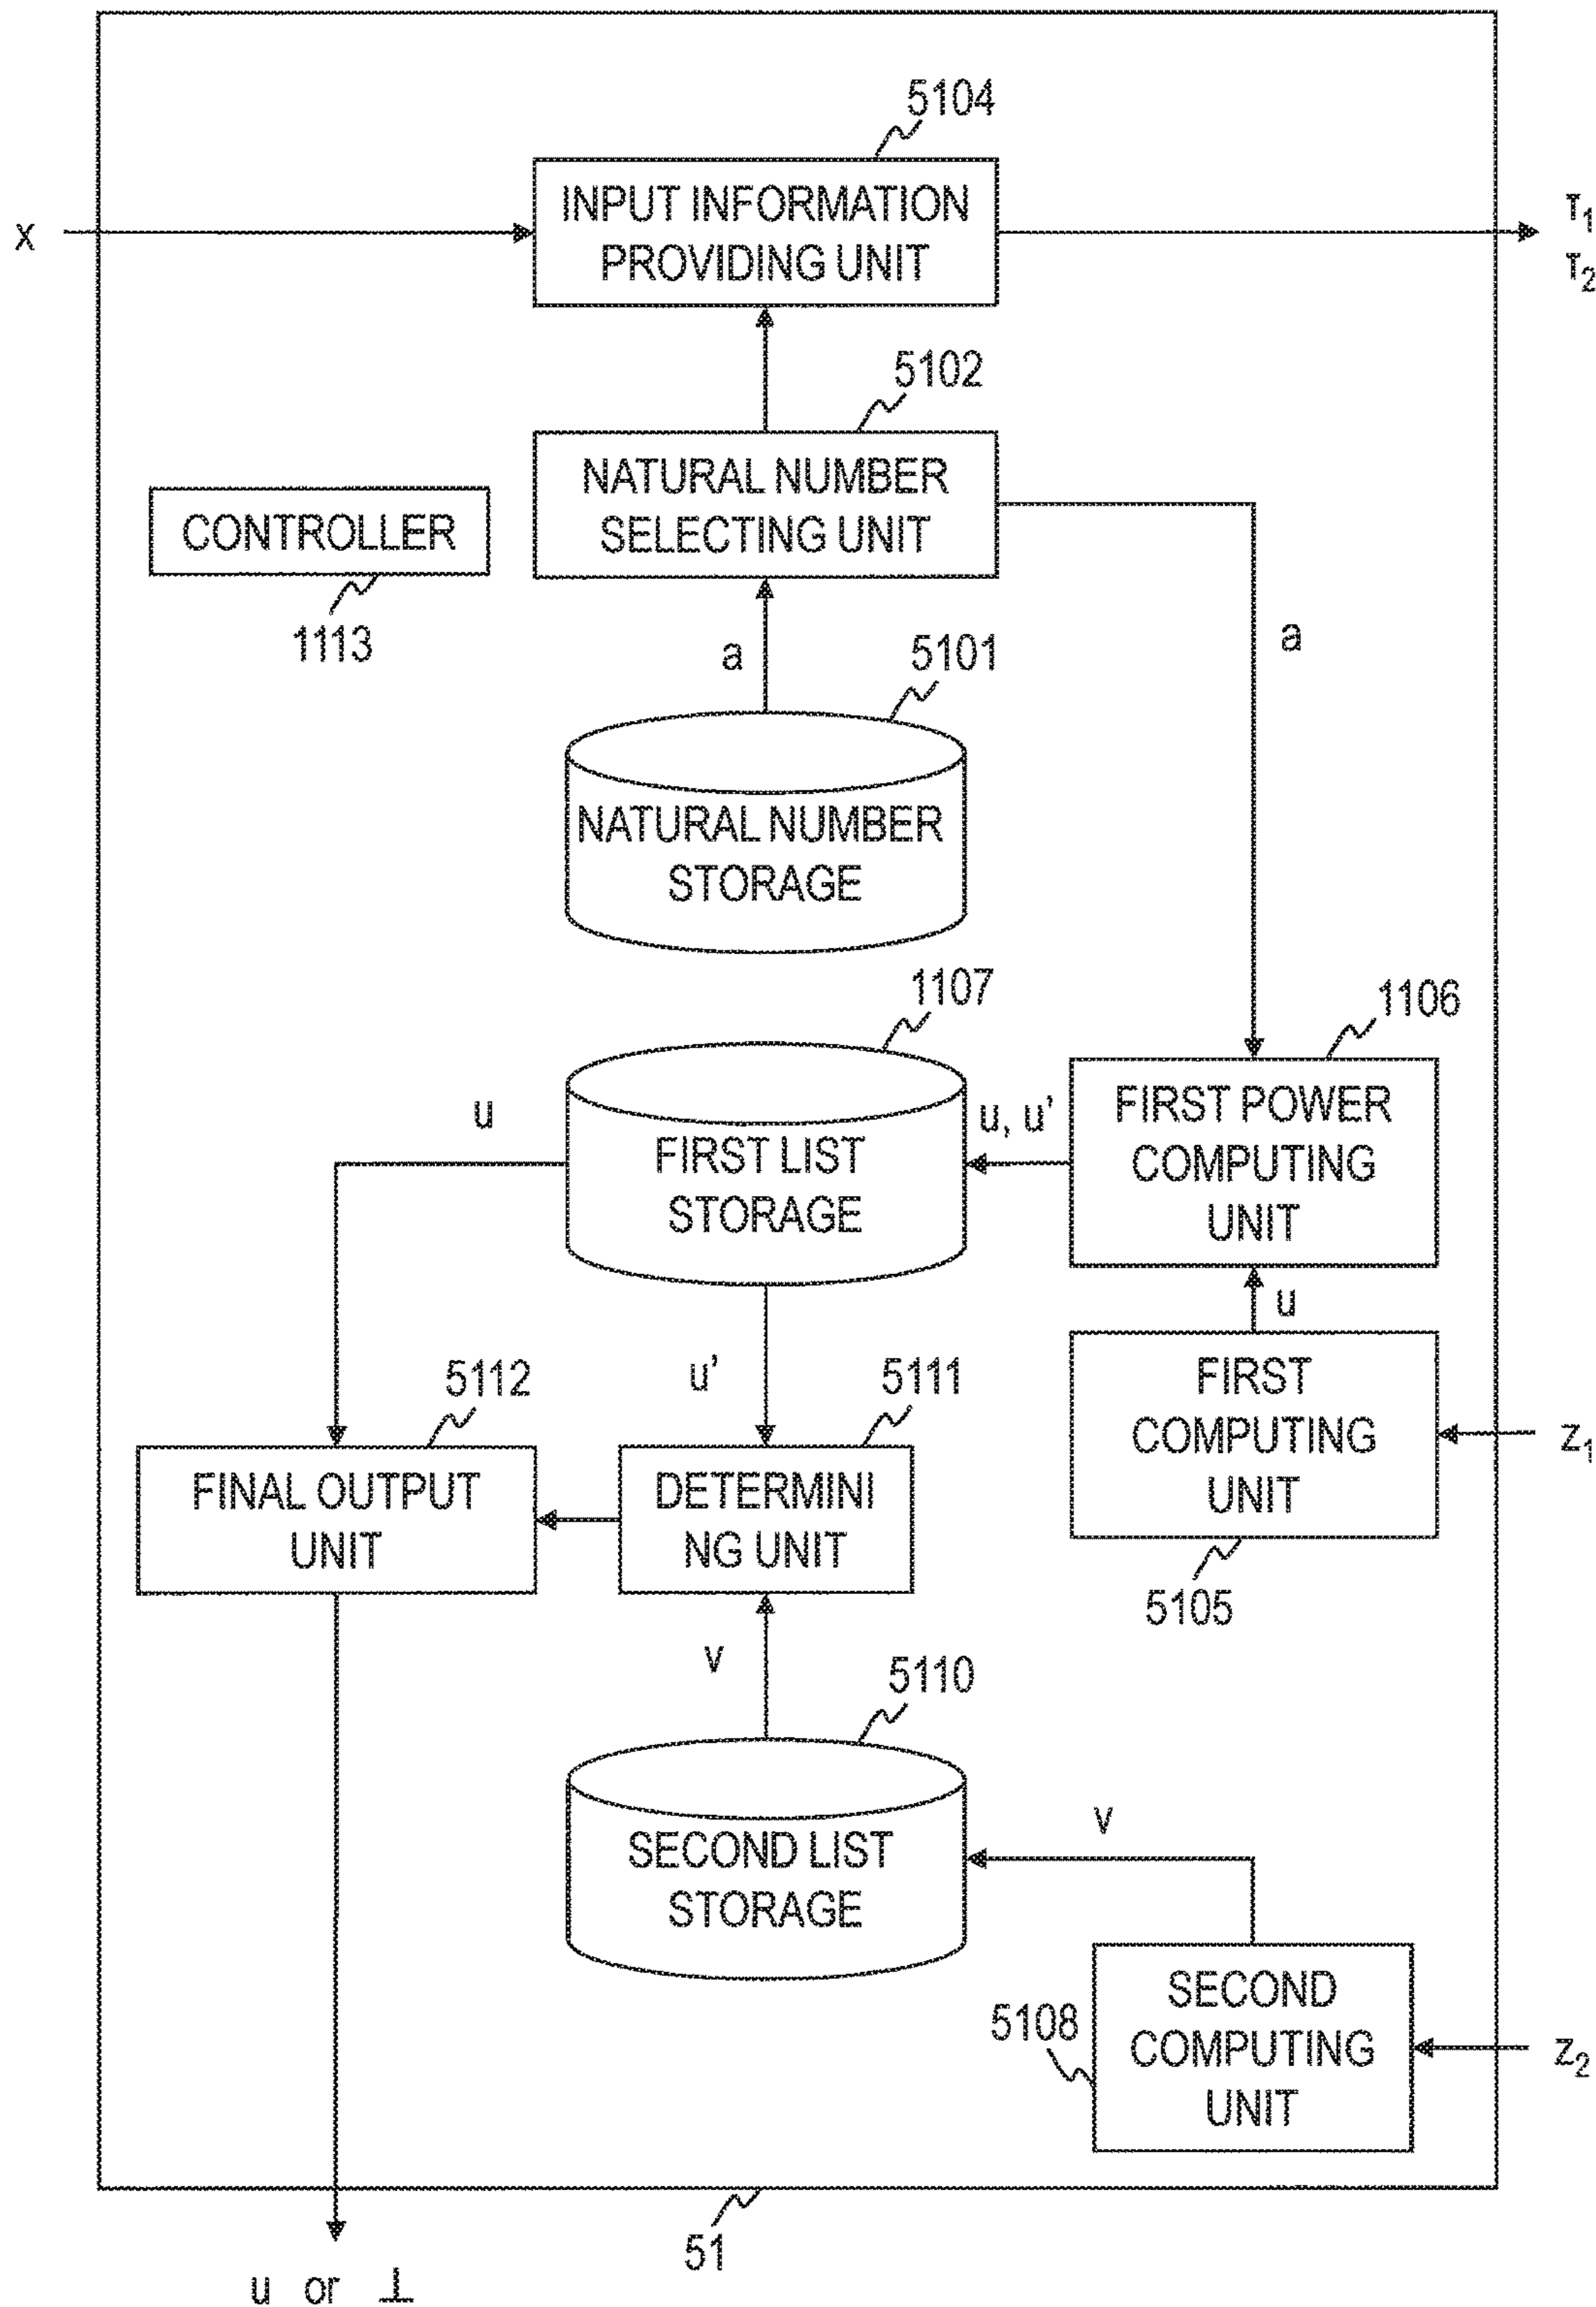 5104
INPUT INFORMATION
PROVIDING UNIT
x
τ1
τ2
5102
NATURAL NUMBER
SELECTING UNIT
CONTROLLER
1113
a
a
5101
NATURAL NUMBER
STORAGE
1107
1106
u
FIRST LIST
STORAGE
u, u’
FIRST POWER
COMPUTING
UNIT
u
5112
u’
5111
FIRST
COMPUTING
UNIT
z1
FINAL OUTPUT
UNIT
DETERMINI
NG UNIT
5105
v
5110
SECOND LIST
STORAGE
v
5108
SECOND
COMPUTING
UNIT
z2
51
u or ⊥